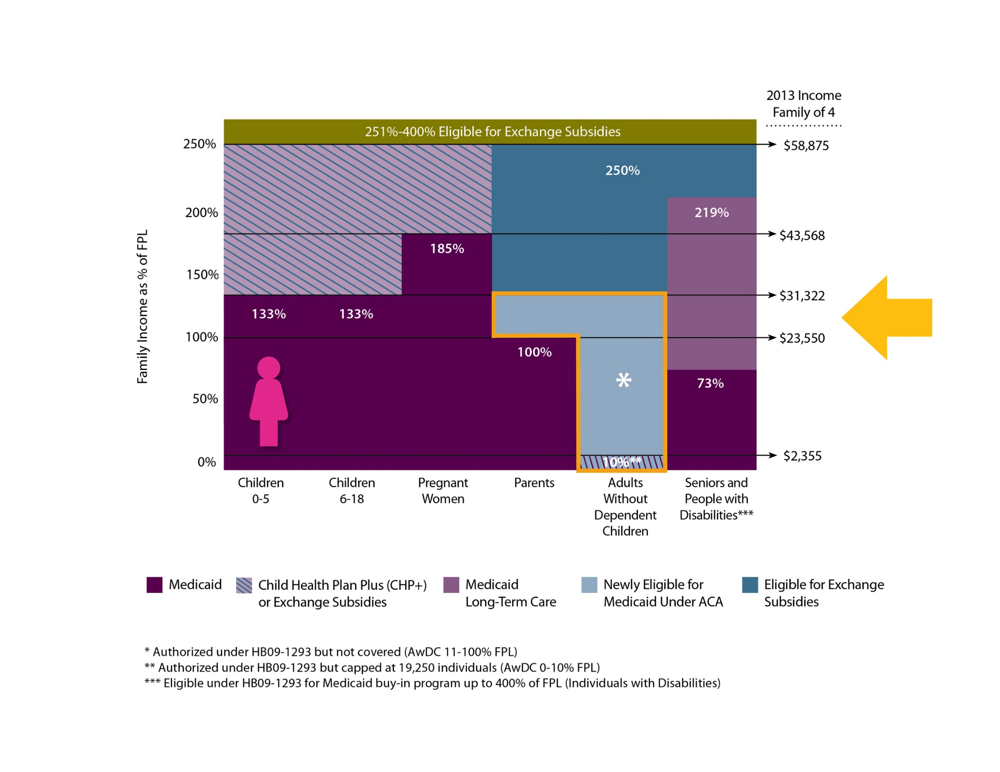 2013 Income
Family of 4
251%-400% Eligible for Exchange Subsidies
250%
$58,875
250%
200%
219%
$43,568
185%
150%
$31,322
133%
133%
100%
$23,550
100%
Family Income as % of FPL
*
73%
50%
$2,355
0%
10%**
Children
0-5
Children
6-18
Pregnant
Women
Parents
Adults
Without
Dependent
Children
Seniors and
People with
Disabilities***
Medicaid
Child Health Plan Plus (CHP+)
or Exchange Subsidies
Medicaid
Long-Term Care
Newly Eligible for
Medicaid Under ACA
Eligible for Exchange
Subsidies
* Authorized under HB09-1293 but not covered (AwDC 11-100% FPL)
** Authorized under HB09-1293 but capped at 19,250 individuals (AwDC 0-10% FPL)
*** Eligible under HB09-1293 for Medicaid buy-in program up to 400% of FPL (Individuals with Disabilities)